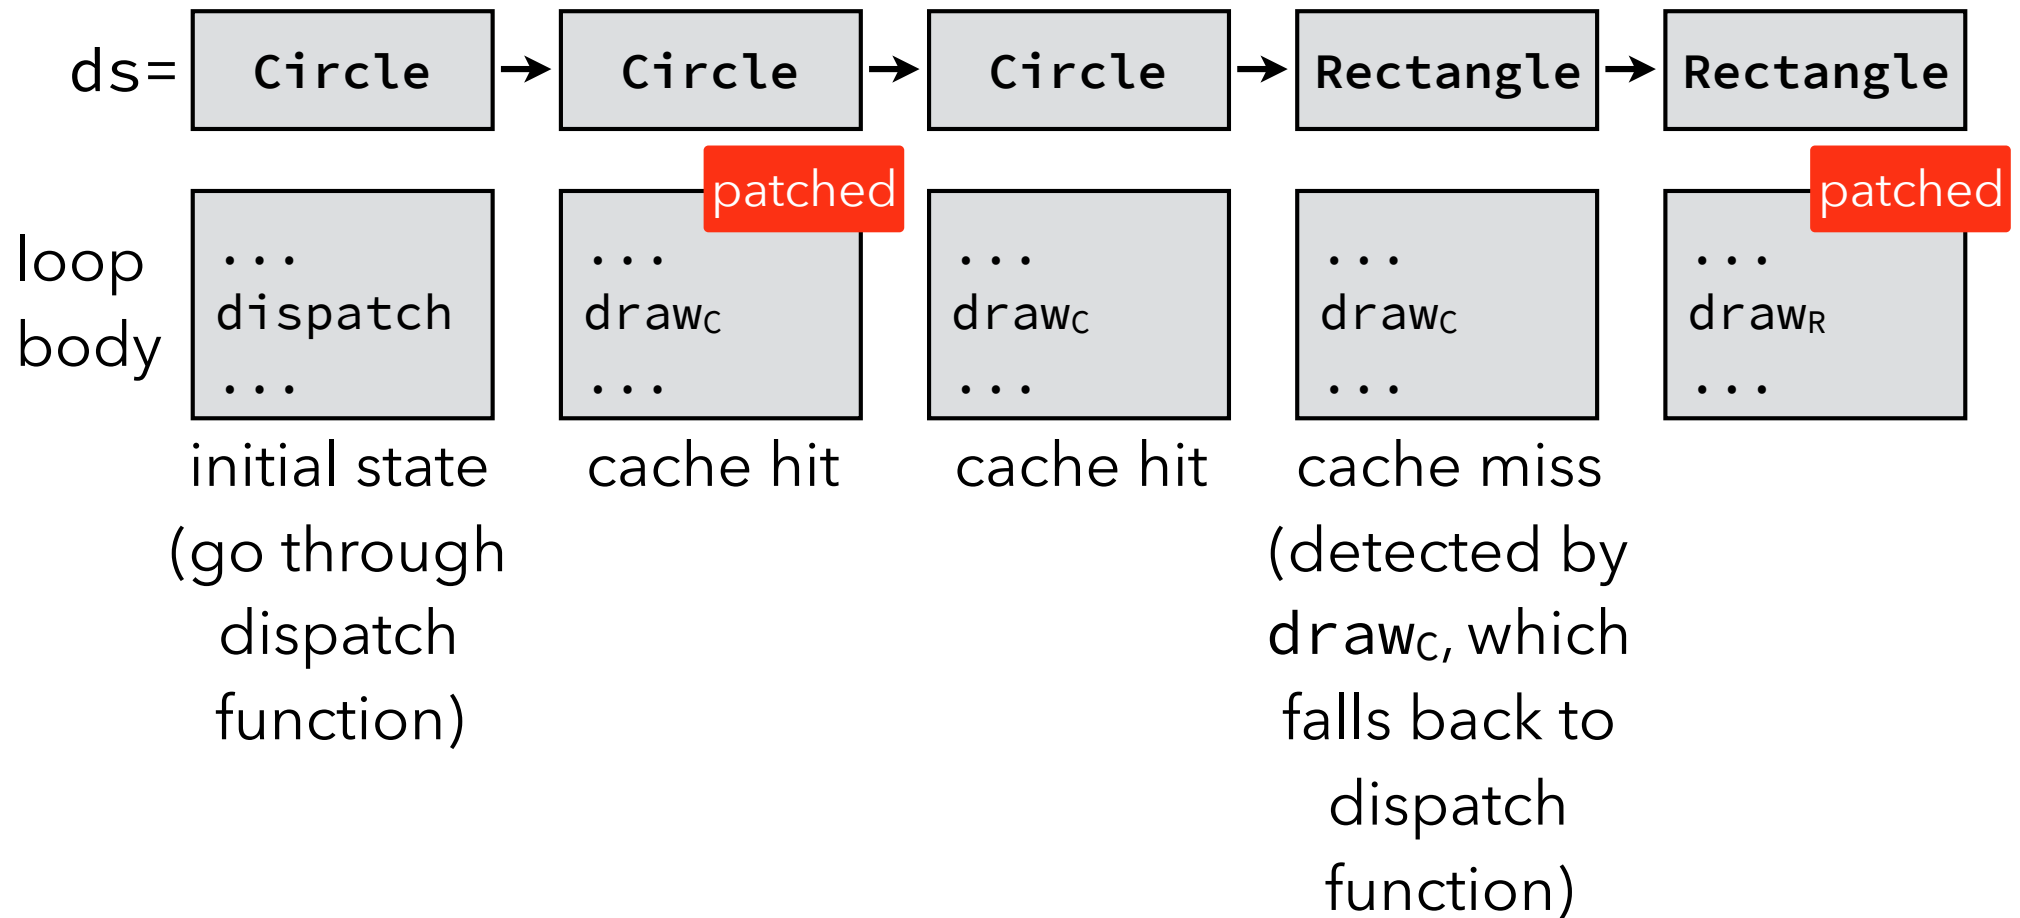 ds= Circle → Circle → Circle → Rectangle → Rectangle
patched patched
loop body
... ... ... ... ...
dispatch drawC drawC drawC drawR
... ... ... ... ...
initial state cache hit cache hit cache miss
(go through (detected by
dispatch drawC, which
function) falls back to
dispatch
function)